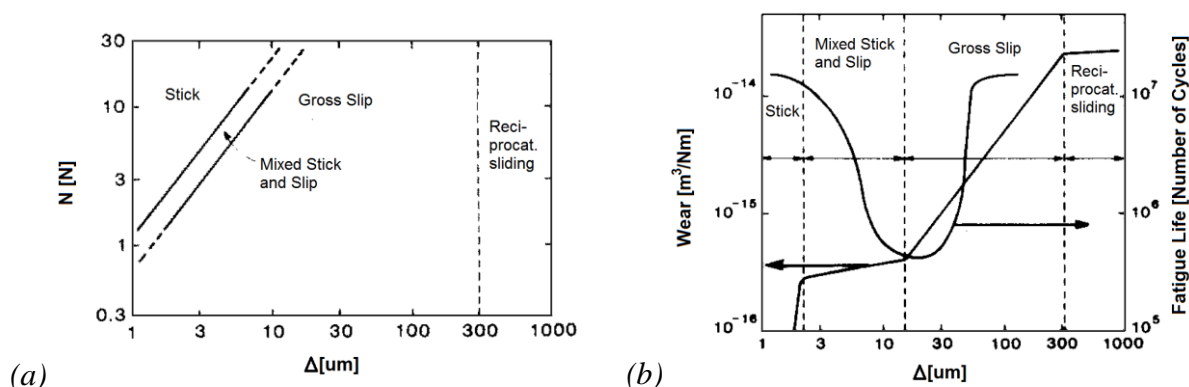 30
10
3
1
0.3
N [N]
Stick
Mixed Stick
and Slip
Gross Slip
Reci-
procat.
sliding
1
3
10
30
100
300
1000
Δ[um]
(a)
Wear [m³/Nm]
10⁻¹⁴
10⁻¹⁵
10⁻¹⁶
Stick
Mixed Stick
and Slip
Gross Slip
Reci-
procat.
sliding
10⁷
10⁶
10⁵
Fatigue Life [Number of Cycles]
1
3
10
30
100
300
900
Δ[um]
(b)